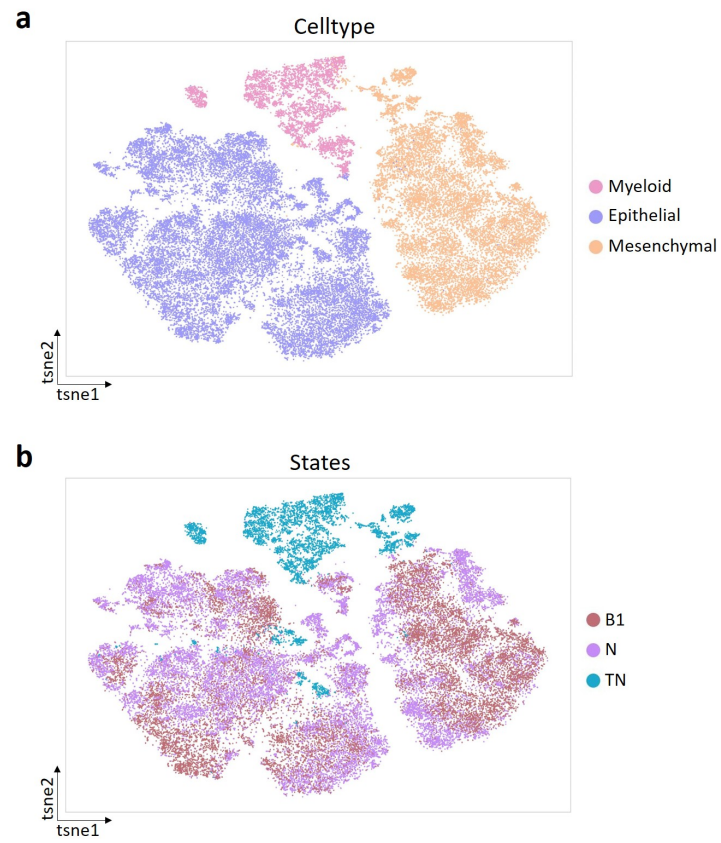 a
Celltype
Myeloid
Epithelial
Mesenchymal
tsne2
tsne1
b
States
B1
N
TN
tsne2
tsne1